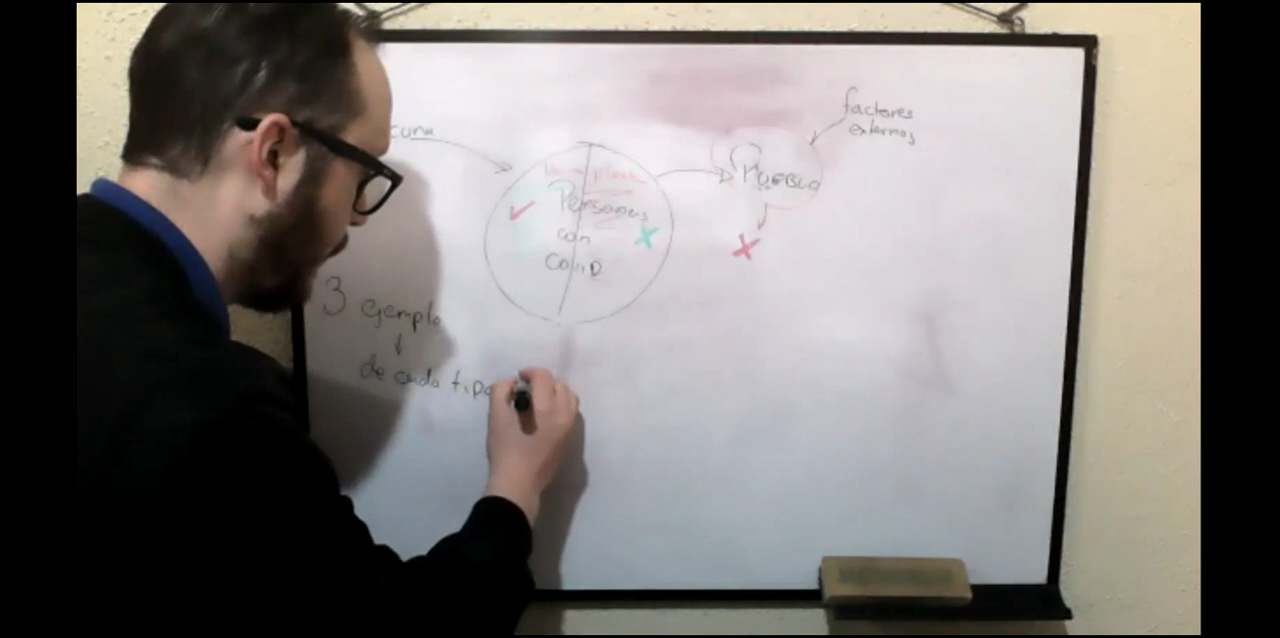 factores
externos
PUEBLO
Personas
con
COVID
3 ejemplo
de cada tipo